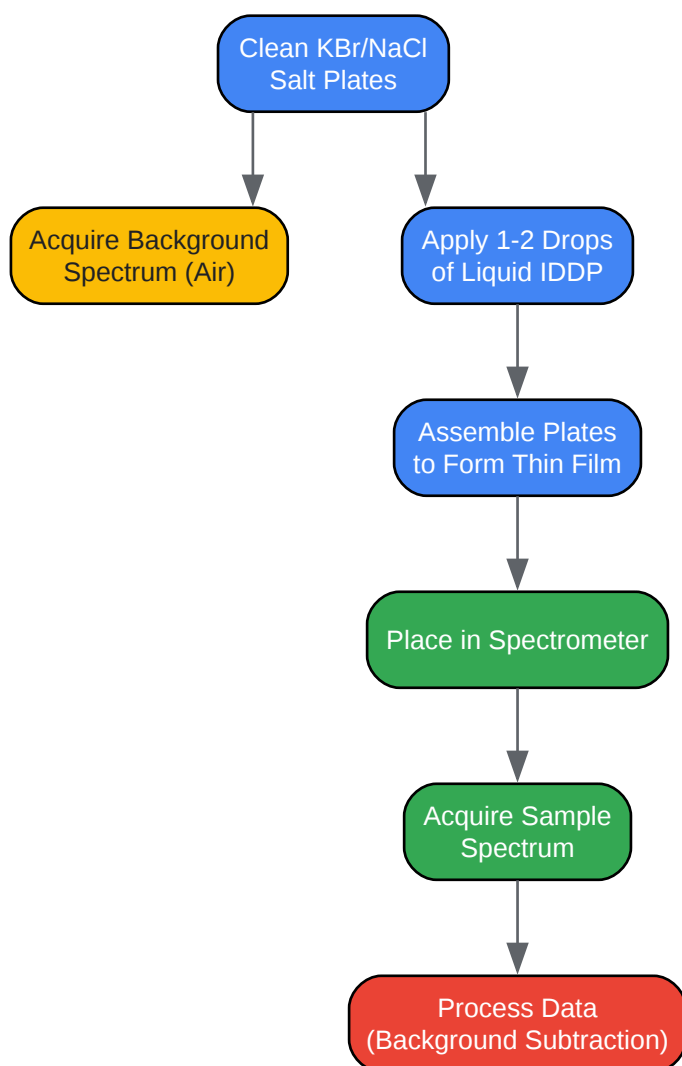 Clean KBr/NaCl
Salt Plates
Acquire Background
Spectrum (Air)
Apply 1-2 Drops
of Liquid IDDP
Assemble Plates
to Form Thin Film
Place in Spectrometer
Acquire Sample
Spectrum
Process Data
(Background Subtraction)